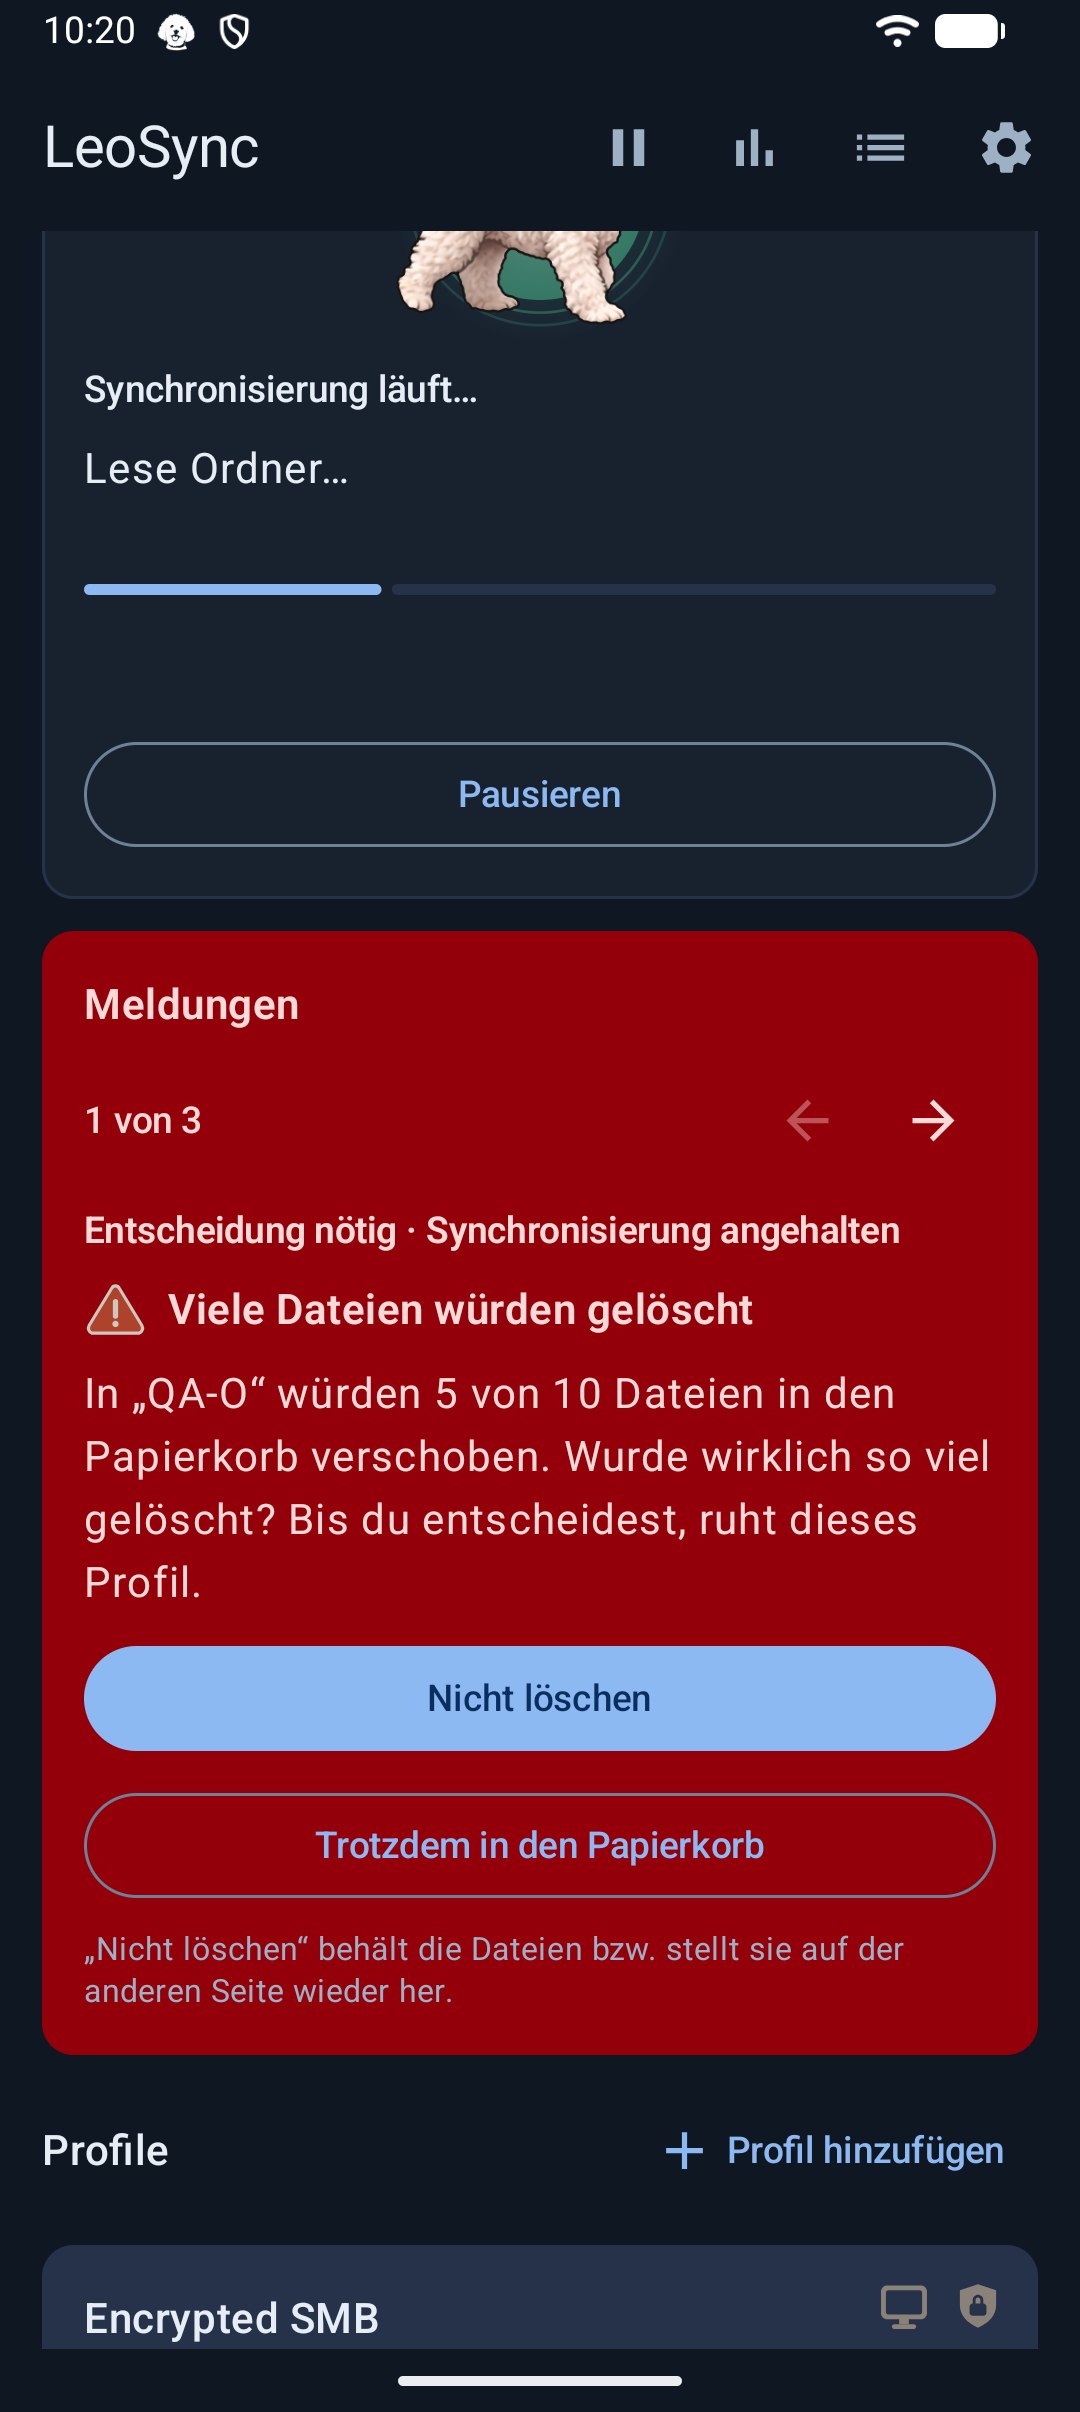 10:20
LeoSync
Synchronisierung läuft…
Lese Ordner…
Pausieren
Meldungen
1 von 3
Entscheidung nötig · Synchronisierung angehalten
Viele Dateien würden gelöscht
In „QA-O“ würden 5 von 10 Dateien in den
Papierkorb verschoben. Wurde wirklich so viel
gelöscht? Bis du entscheidest, ruht dieses
Profil.
Nicht löschen
Trotzdem in den Papierkorb
„Nicht löschen“ behält die Dateien bzw. stellt sie auf der
anderen Seite wieder her.
Profile
Profil hinzufügen
Encrypted SMB